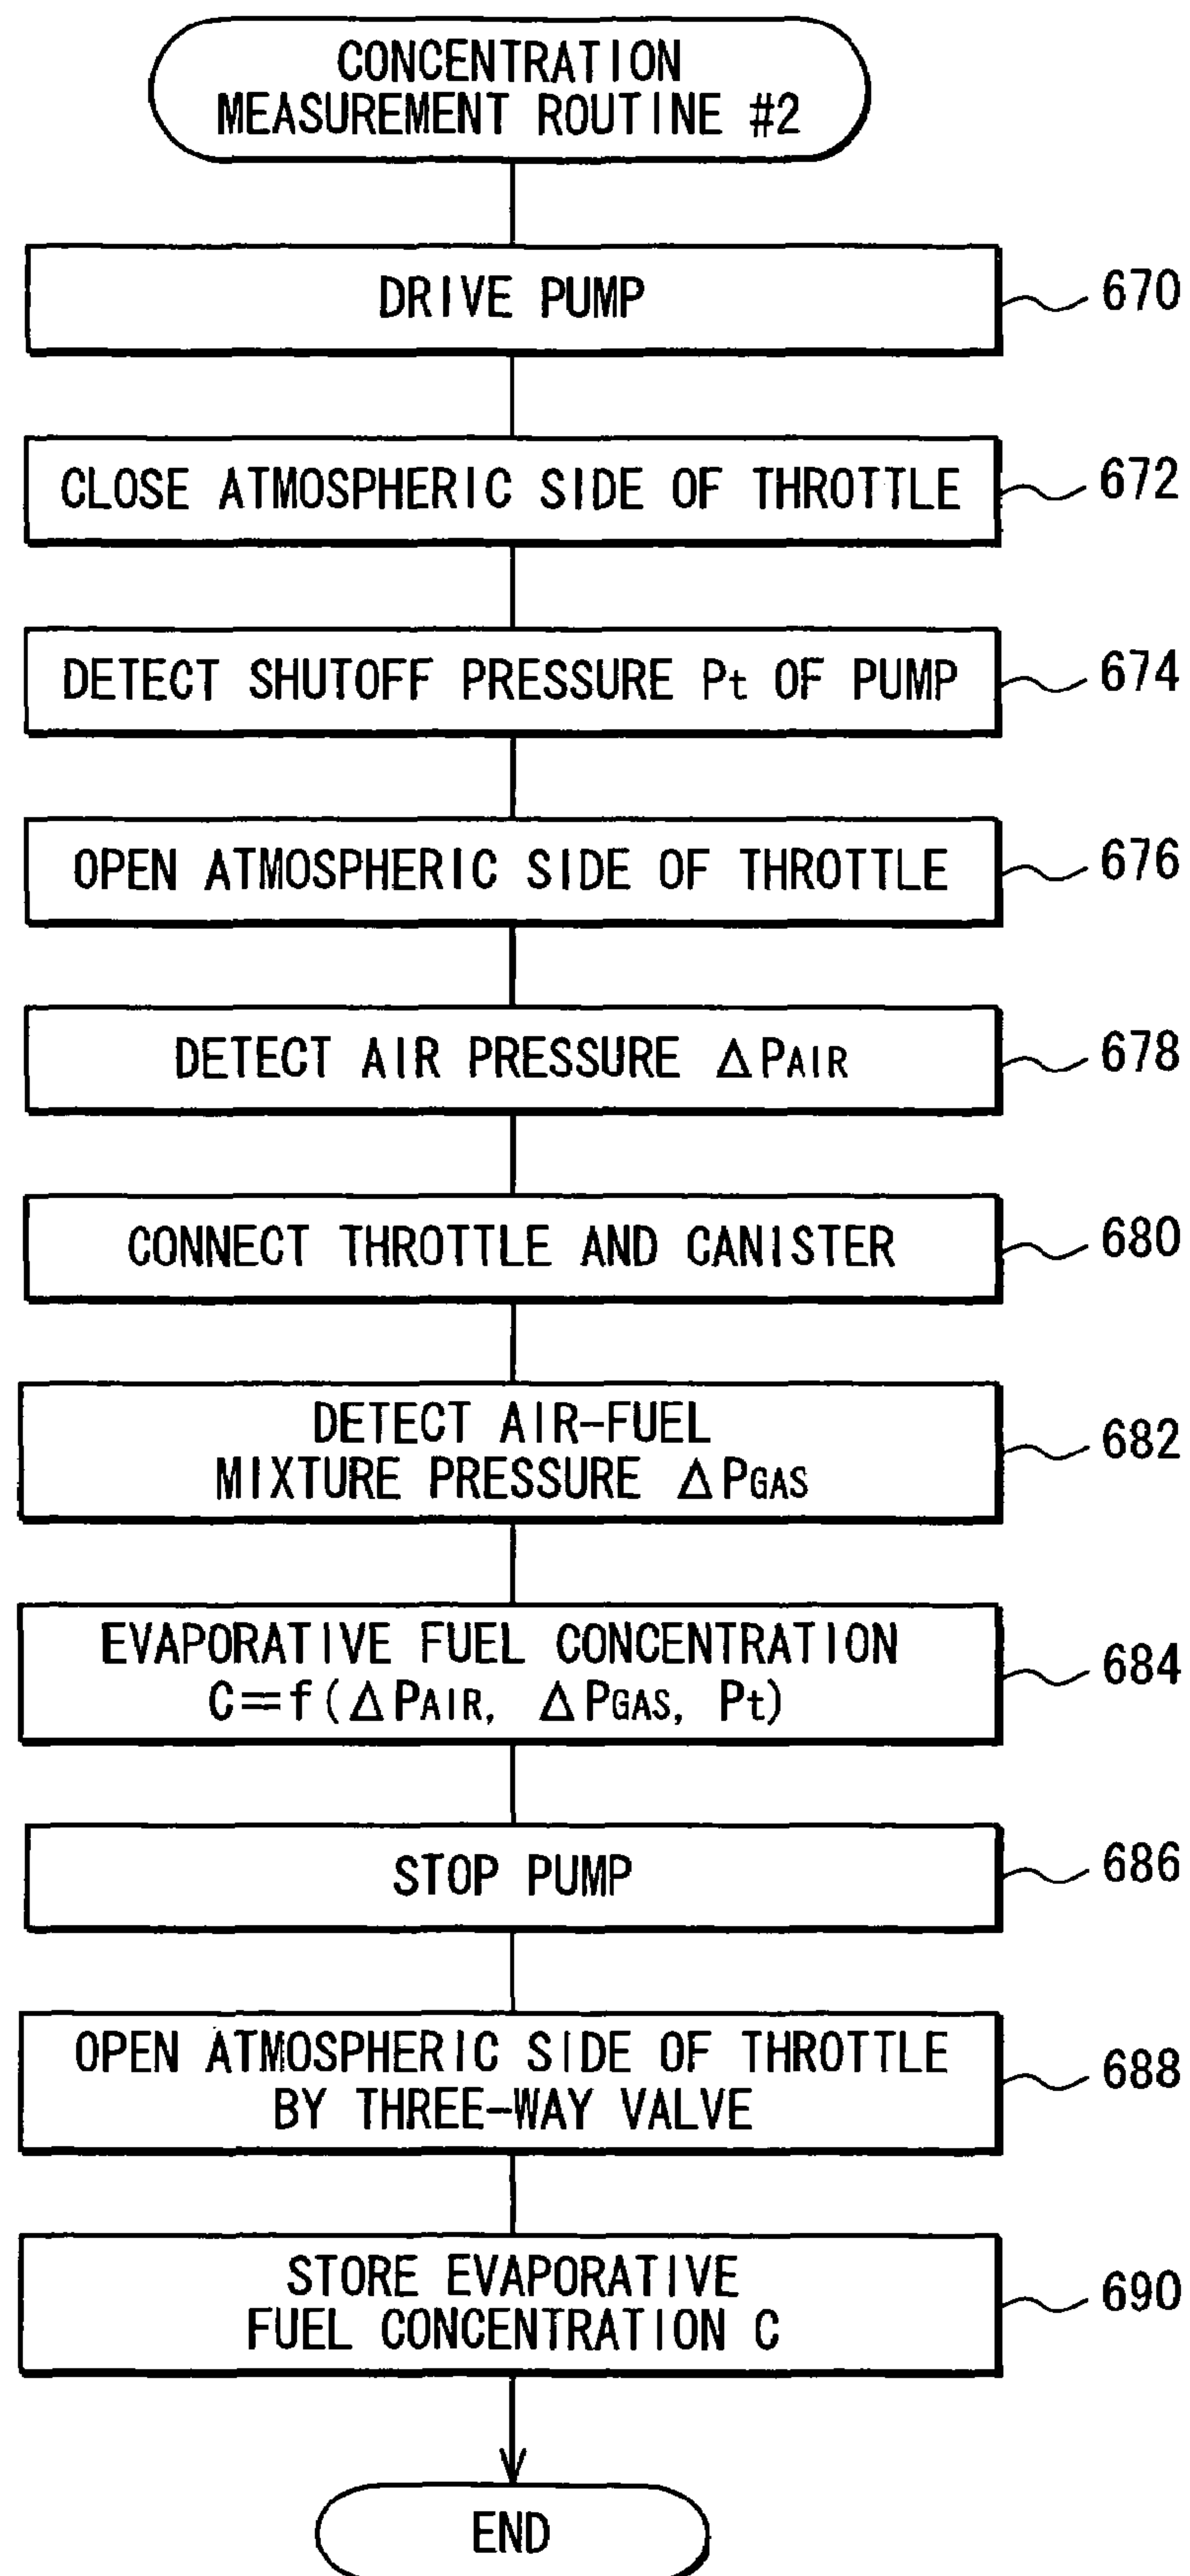 CONCENTRATION
MEASUREMENT ROUTINE #2
DRIVE PUMP
670
CLOSE ATMOSPHERIC SIDE OF THROTTLE
672
DETECT SHUTOFF PRESSURE Pt OF PUMP
674
OPEN ATMOSPHERIC SIDE OF THROTTLE
676
DETECT AIR PRESSURE ΔPAIR
678
CONNECT THROTTLE AND CANISTER
680
DETECT AIR-FUEL
MIXTURE PRESSURE ΔPGAS
682
EVAPORATIVE FUEL CONCENTRATION
C=f(ΔPAIR, ΔPGAS, Pt)
684
STOP PUMP
686
OPEN ATMOSPHERIC SIDE OF THROTTLE
BY THREE-WAY VALVE
688
STORE EVAPORATIVE
FUEL CONCENTRATION C
690
END